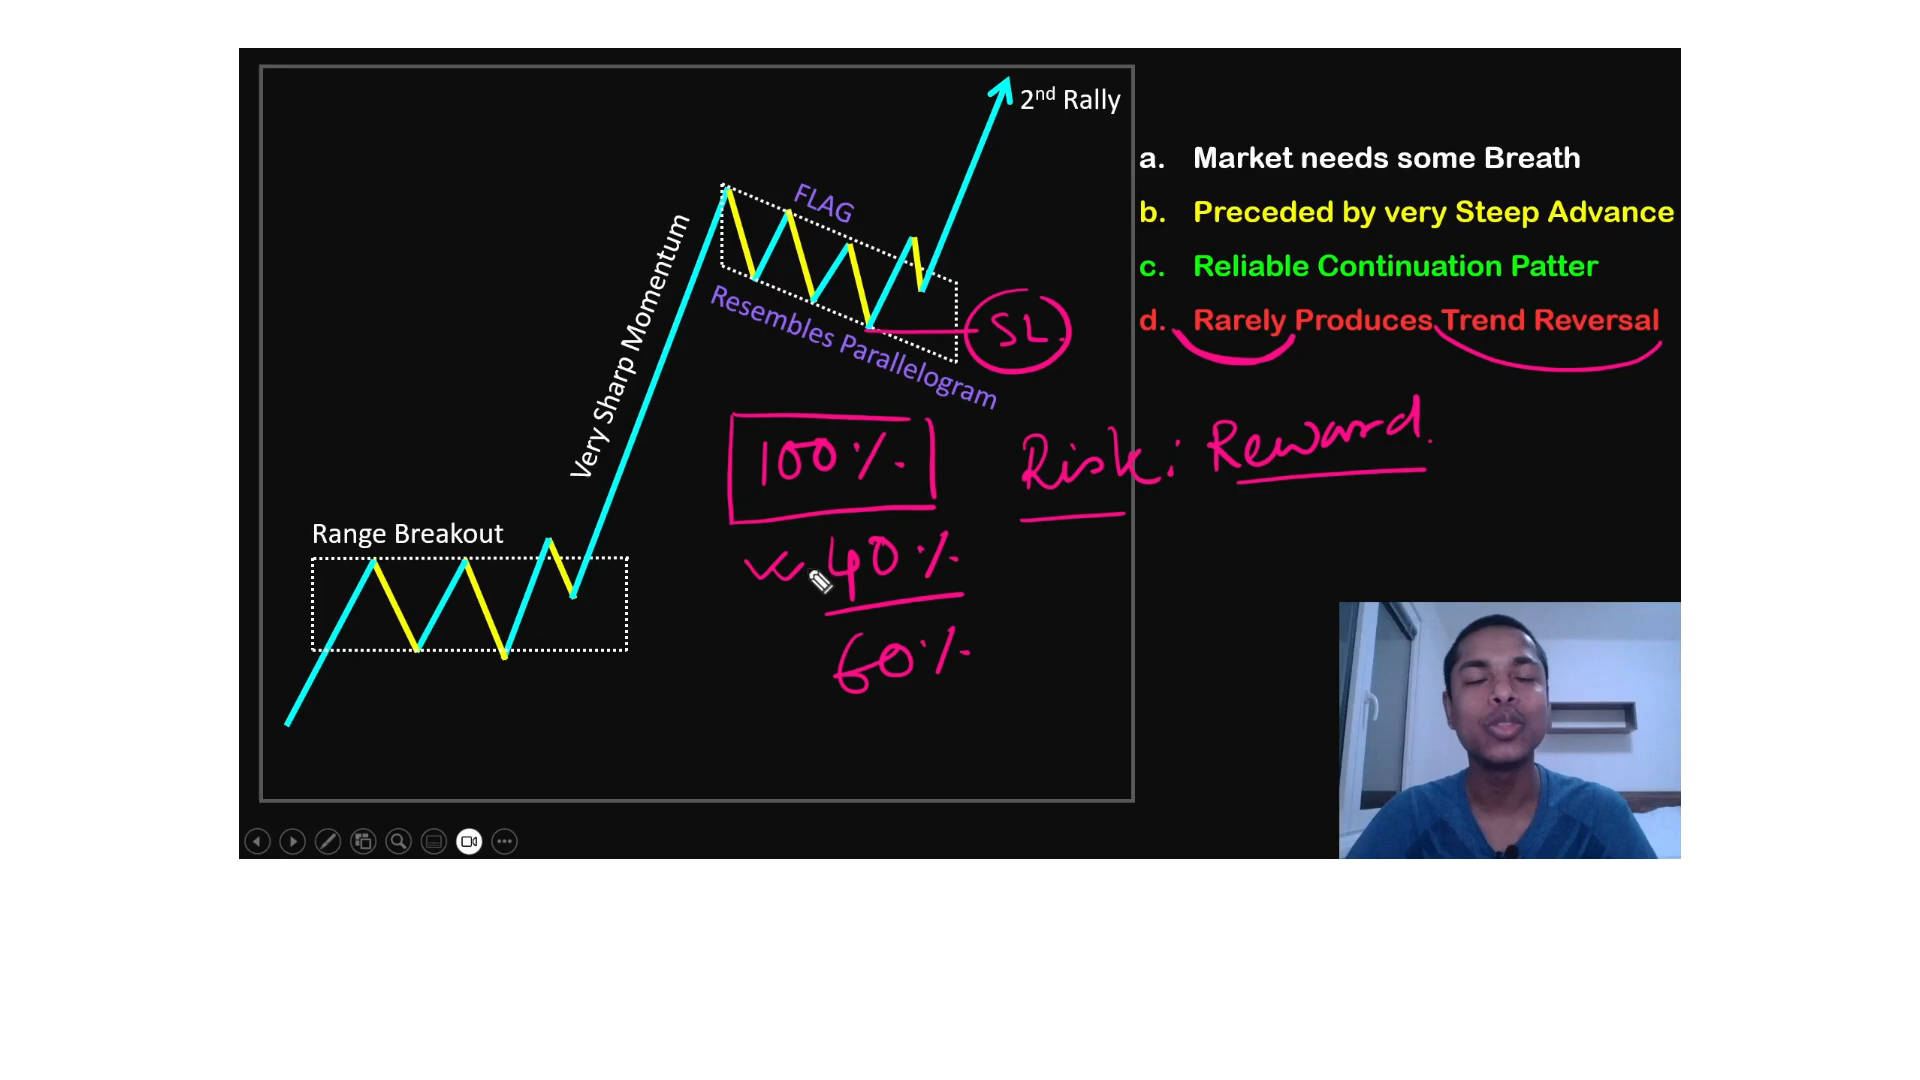 2nd Rally
a. Market needs some Breath
b. Preceded by very Steep Advance
c. Reliable Continuation Patter
d. Rarely Produces Trend Reversal
FLAG
Resembles Parallelogram
Very Sharp Momentum
SL.
100%.
Risk: Reward.
Range Breakout
40%.
60%.